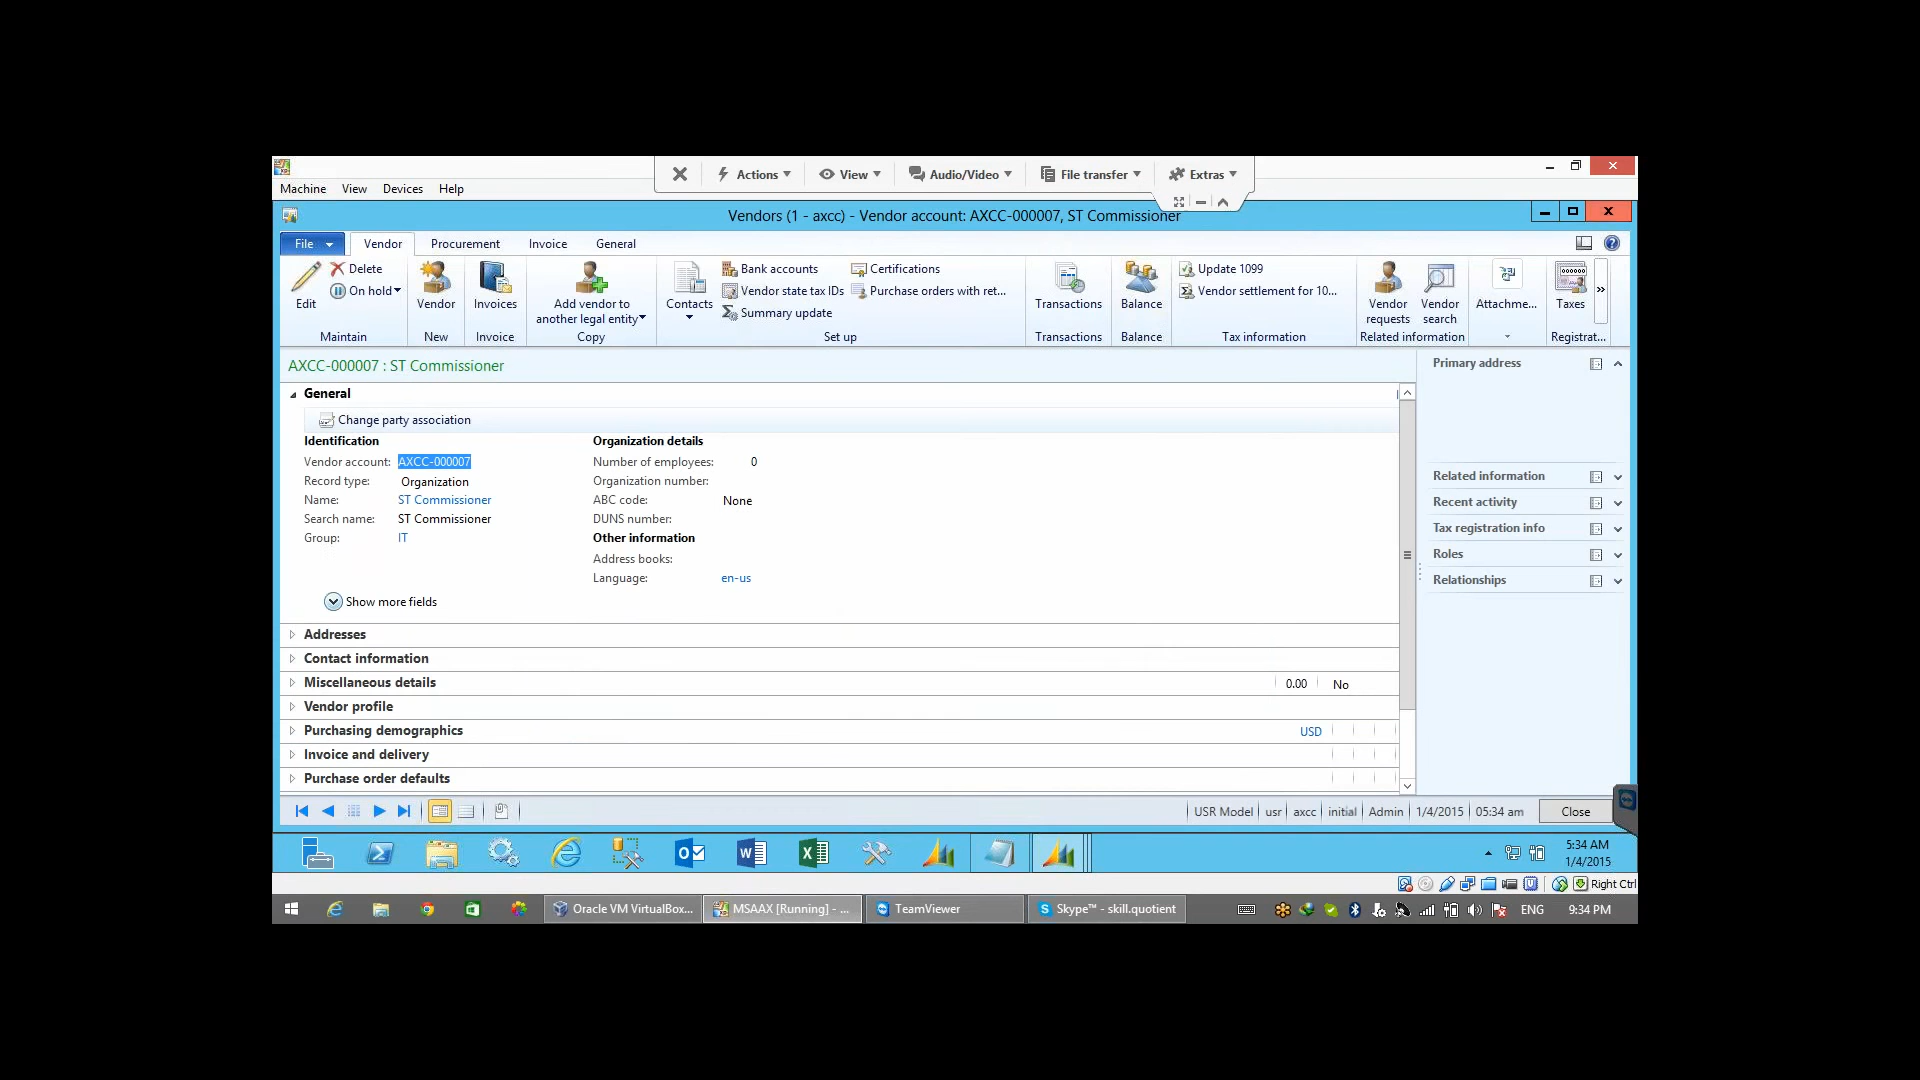 Actions
View
Audio/Video
File transfer
Extras
Machine View Devices Help
Vendors (1 - axcc) - Vendor account: AXCC-000007, ST Commissioner
File Vendor Procurement Invoice General
Edit
Delete
On hold
Maintain
Vendor
New
Invoices
Invoice
Add vendor to
another legal entity
Copy
Contacts
Bank accounts
Vendor state tax IDs
Summary update
Certifications
Purchase orders with ret...
Set up
Transactions
Transactions
Balance
Balance
Update 1099
Vendor settlement for 10...
Tax information
Vendor
requests
Vendor
search
Related information
Attachme...
Taxes
Registrat...
»
AXCC-000007 : ST Commissioner
General
Change party association
Identification
Vendor account: AXCC-000007
Record type: Organization
Name: ST Commissioner
Search name: ST Commissioner
Group: IT
Organization details
Number of employees: 0
Organization number:
ABC code: None
DUNS number:
Other information
Address books:
Language: en-us
Show more fields
Addresses
Contact information
Miscellaneous details 0.00 No
Vendor profile
Purchasing demographics USD
Invoice and delivery
Purchase order defaults
Primary address
Related information
Recent activity
Tax registration info
Roles
Relationships
USR Model usr axcc initial Admin 1/4/2015 05:34 am Close
5:34 AM
1/4/2015
Right Ctrl
Oracle VM VirtualBox...
MSAAX [Running] - ...
TeamViewer
Skype™ - skill.quotient
ENG
9:34 PM